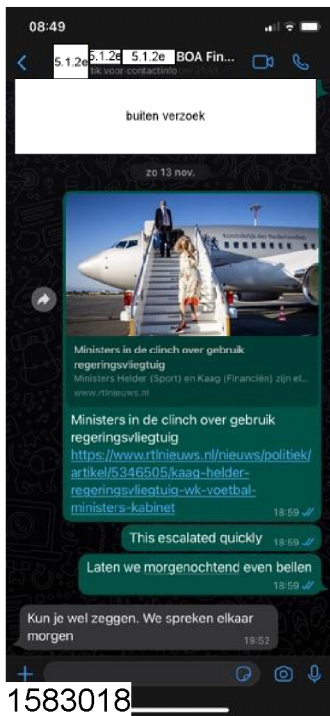 08:49
5.1.2e 5.1.2e 5.1.2e BOA Fin...
tik voor contactinfo
buiten verzoek
zo 13 nov.
Koninkrijk der Nederlanden
Ministers in de clinch over gebruik
regeringsvliegtuig
Ministers Helder (Sport) en Kaag (Financiën) zijn el...
www.rtlnieuws.nl
Ministers in de clinch over gebruik
regeringsvliegtuig
https://www.rtlnieuws.nl/nieuws/politiek/
artikel/5346505/kaag-helder-
regeringsvliegtuig-wk-voetbal-
ministers-kabinet
18:59
This escalated quickly 18:59
Laten we morgenochtend even bellen
18:59
Kun je wel zeggen. We spreken elkaar
morgen
19:52
1583018